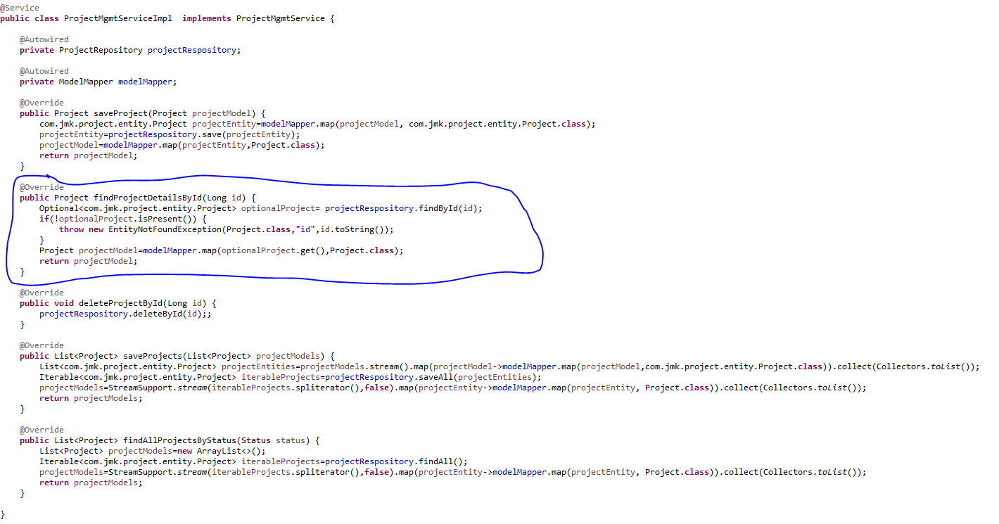 @Service
public class ProjectMgmtServiceImpl  implements ProjectMgmtService {
@Autowired
private ProjectRepository projectRespository;
@Autowired
private ModelMapper modelMapper;
@Override
public Project saveProject(Project projectModel) {
com.jmk.project.entity.Project projectEntity=modelMapper.map(projectModel, com.jmk.project.entity.Project.class);
projectEntity=projectRespository.save(projectEntity);
projectModel=modelMapper.map(projectEntity,Project.class);
return projectModel;
}
@Override
public Project findProjectDetailsById(Long id) {
Optional<com.jmk.project.entity.Project> optionalProject= projectRespository.findById(id);
if(!optionalProject.isPresent()) {
throw new EntityNotFoundException(Project.class,"id",id.toString());
}
Project projectModel=modelMapper.map(optionalProject.get(),Project.class);
return projectModel;
}
@Override
public void deleteProjectById(Long id) {
projectRespository.deleteById(id);;
}
@Override
public List<Project> saveProjects(List<Project> projectModels) {
List<com.jmk.project.entity.Project> projectEntities=projectModels.stream().map(projectModel->modelMapper.map(projectModel,com.jmk.project.entity.Project.class)).collect(Collectors.toList());
Iterable<com.jmk.project.entity.Project> iterableProjects=projectRespository.saveAll(projectEntities);
projectModels=StreamSupport.stream(iterableProjects.spliterator(),false).map(projectEntity->modelMapper.map(projectEntity, Project.class)).collect(Collectors.toList());
return projectModels;
}
@Override
public List<Project> findAllProjectsByStatus(Status status) {
List<Project> projectModels=new ArrayList<>();
Iterable<com.jmk.project.entity.Project> iterableProjects=projectRespository.findAll();
projectModels=StreamSupport.stream(iterableProjects.spliterator(),false).map(projectEntity->modelMapper.map(projectEntity, Project.class)).collect(Collectors.toList());
return projectModels;
}
}